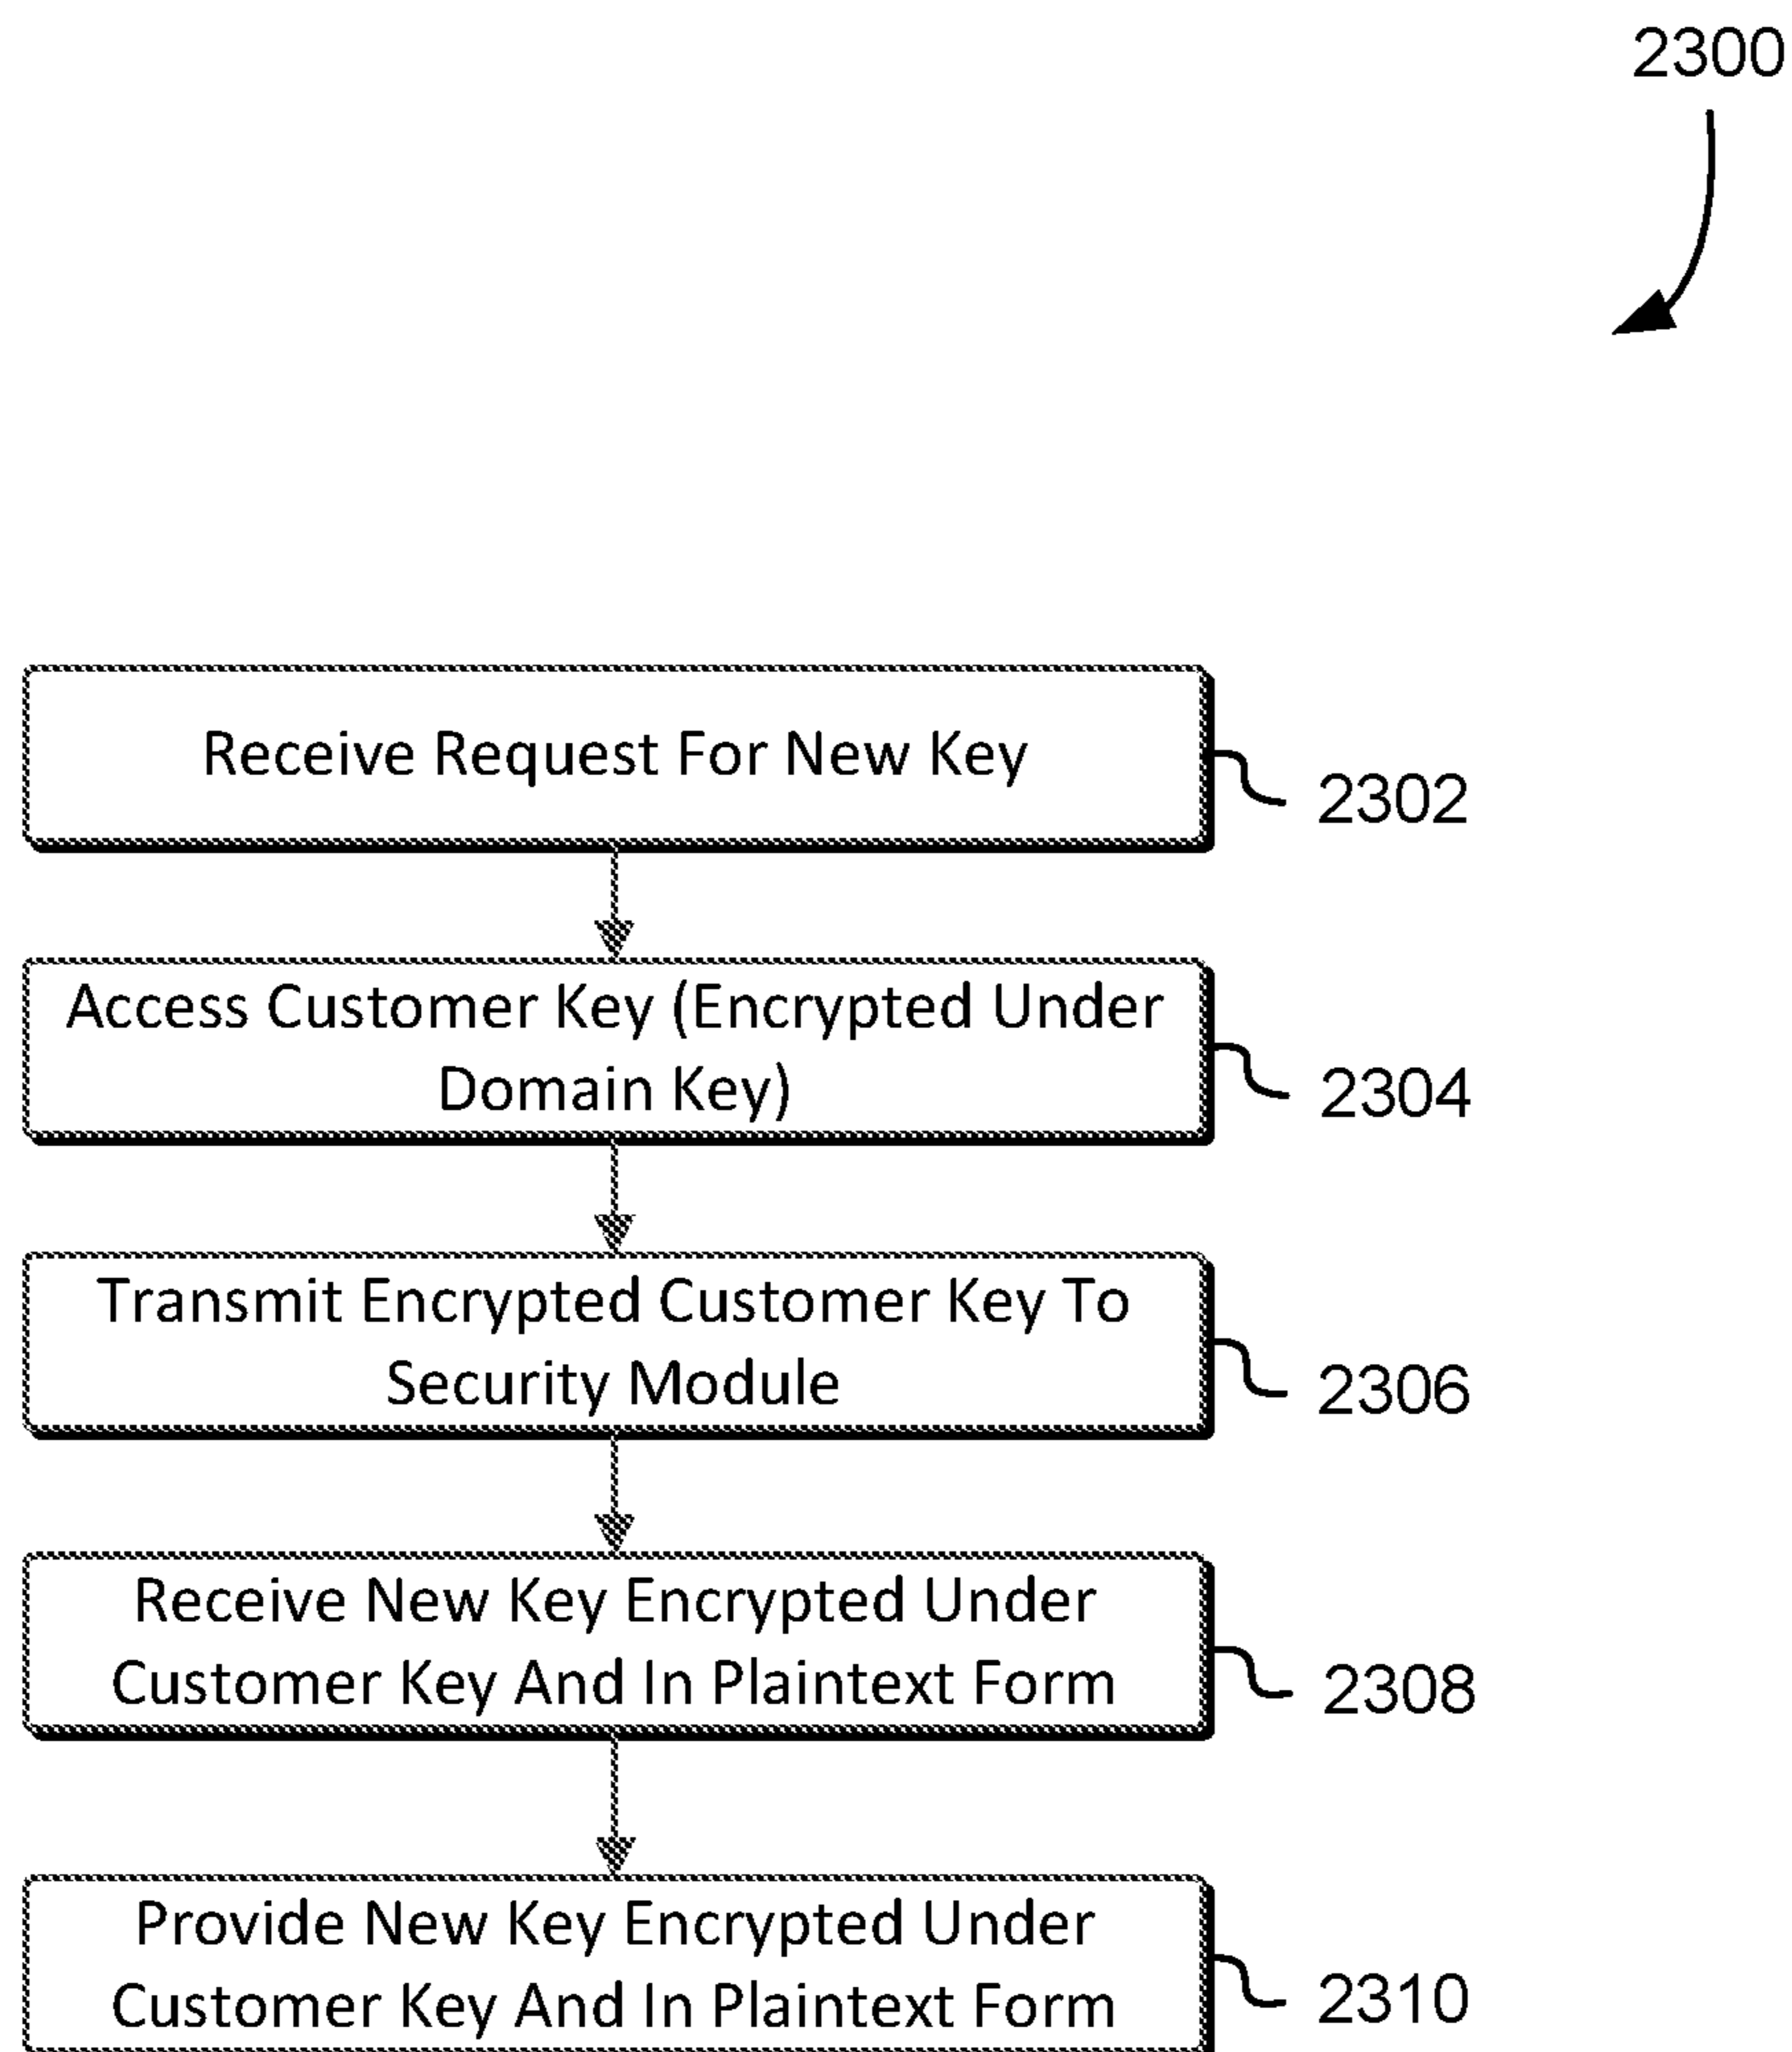 2300
Receive Request For New Key
2302
Access Customer Key (Encrypted Under
Domain Key)
2304
Transmit Encrypted Customer Key To
Security Module
2306
Receive New Key Encrypted Under
Customer Key And In Plaintext Form
2308
Provide New Key Encrypted Under
Customer Key And In Plaintext Form
2310